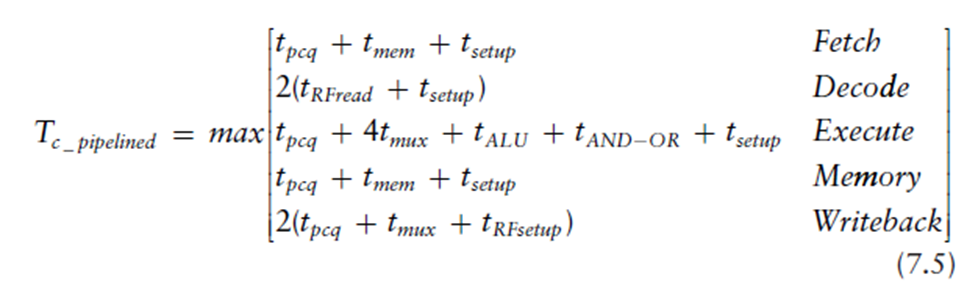 t_pcq + t_mem + t_setup Fetch
2(t_RFread + t_setup) Decode
T_c_pipelined = max t_pcq + 4t_mux + t_ALU + t_AND–OR + t_setup Execute
t_pcq + t_mem + t_setup Memory
2(t_pcq + t_mux + t_RFsetup) Writeback
(7.5)